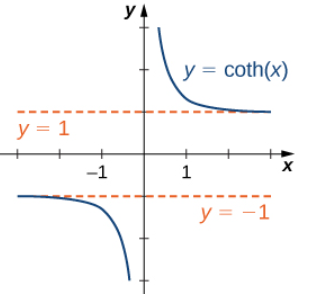 y
y = coth(x)
y = 1
−1
1
x
y = −1